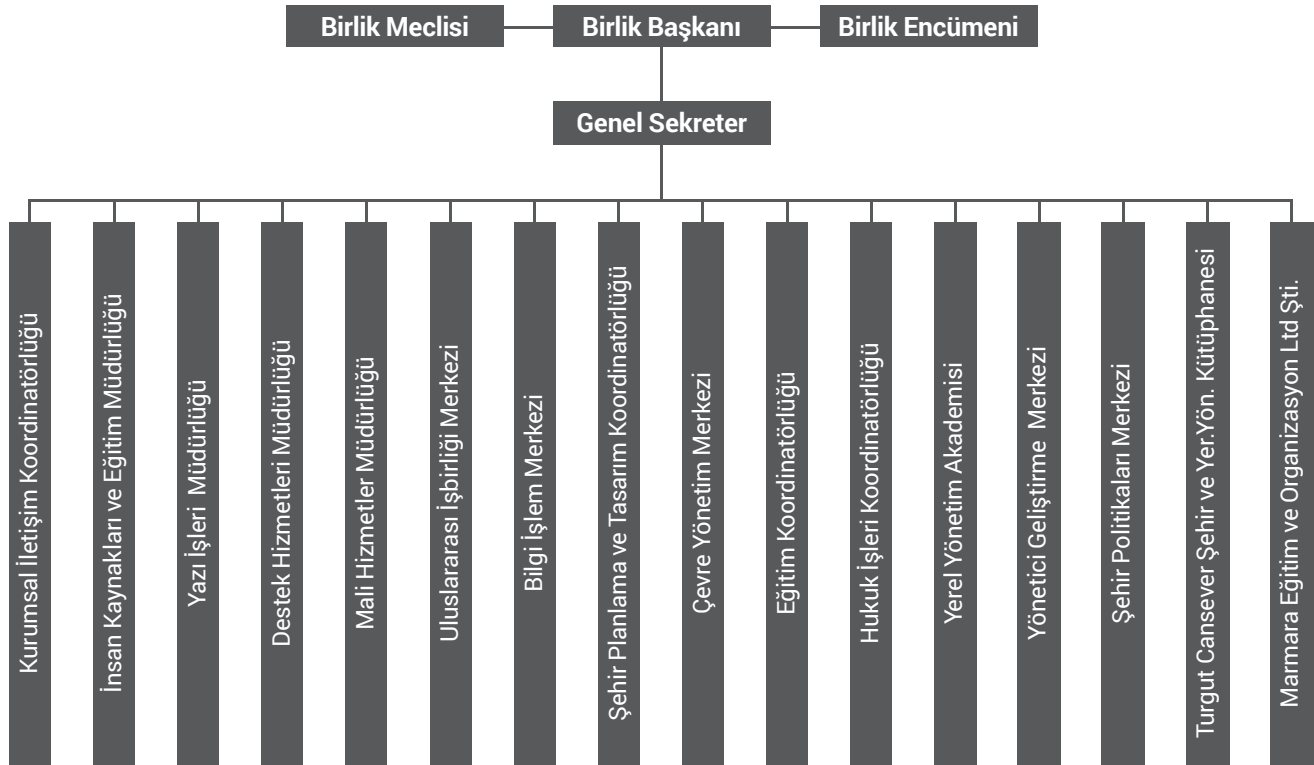 Birlik Meclisi
Birlik Başkanı
Birlik Encümeni
Genel Sekreter
Kurumsal İletişim Koordinatörlüğü
İnsan Kaynakları ve Eğitim Müdürlüğü
Yazı İşleri Müdürlüğü
Destek Hizmetleri Müdürlüğü
Mali Hizmetler Müdürlüğü
Uluslararası İşbirliği Merkezi
Bilgi İşlem Merkezi
Şehir Planlama ve Tasarım Koordinatörlüğü
Çevre Yönetim Merkezi
Eğitim Koordinatörlüğü
Hukuk İşleri Koordinatörlüğü
Yerel Yönetim Akademisi
Yönetici Geliştirme Merkezi
Şehir Politikaları Merkezi
Turgut Cansever Şehir ve Yer.Yön. Kütüphanesi
Marmara Eğitim ve Organizasyon Ltd Şti.